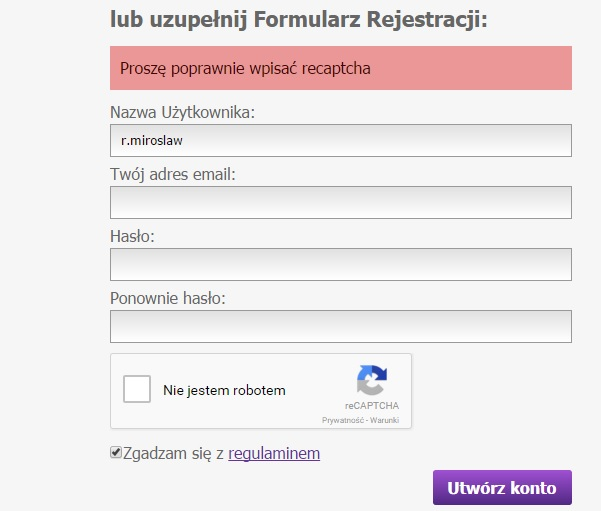 lub uzupełnij Formularz Rejestracji:
Proszę poprawnie wpisać recaptcha
Nazwa Użytkownika:
r.miroslaw
Twój adres email:
Hasło:
Ponownie hasło:
Nie jestem robotem
reCAPTCHA
Prywatność - Warunki
Zgadzam się z regulaminem
Utwórz konto